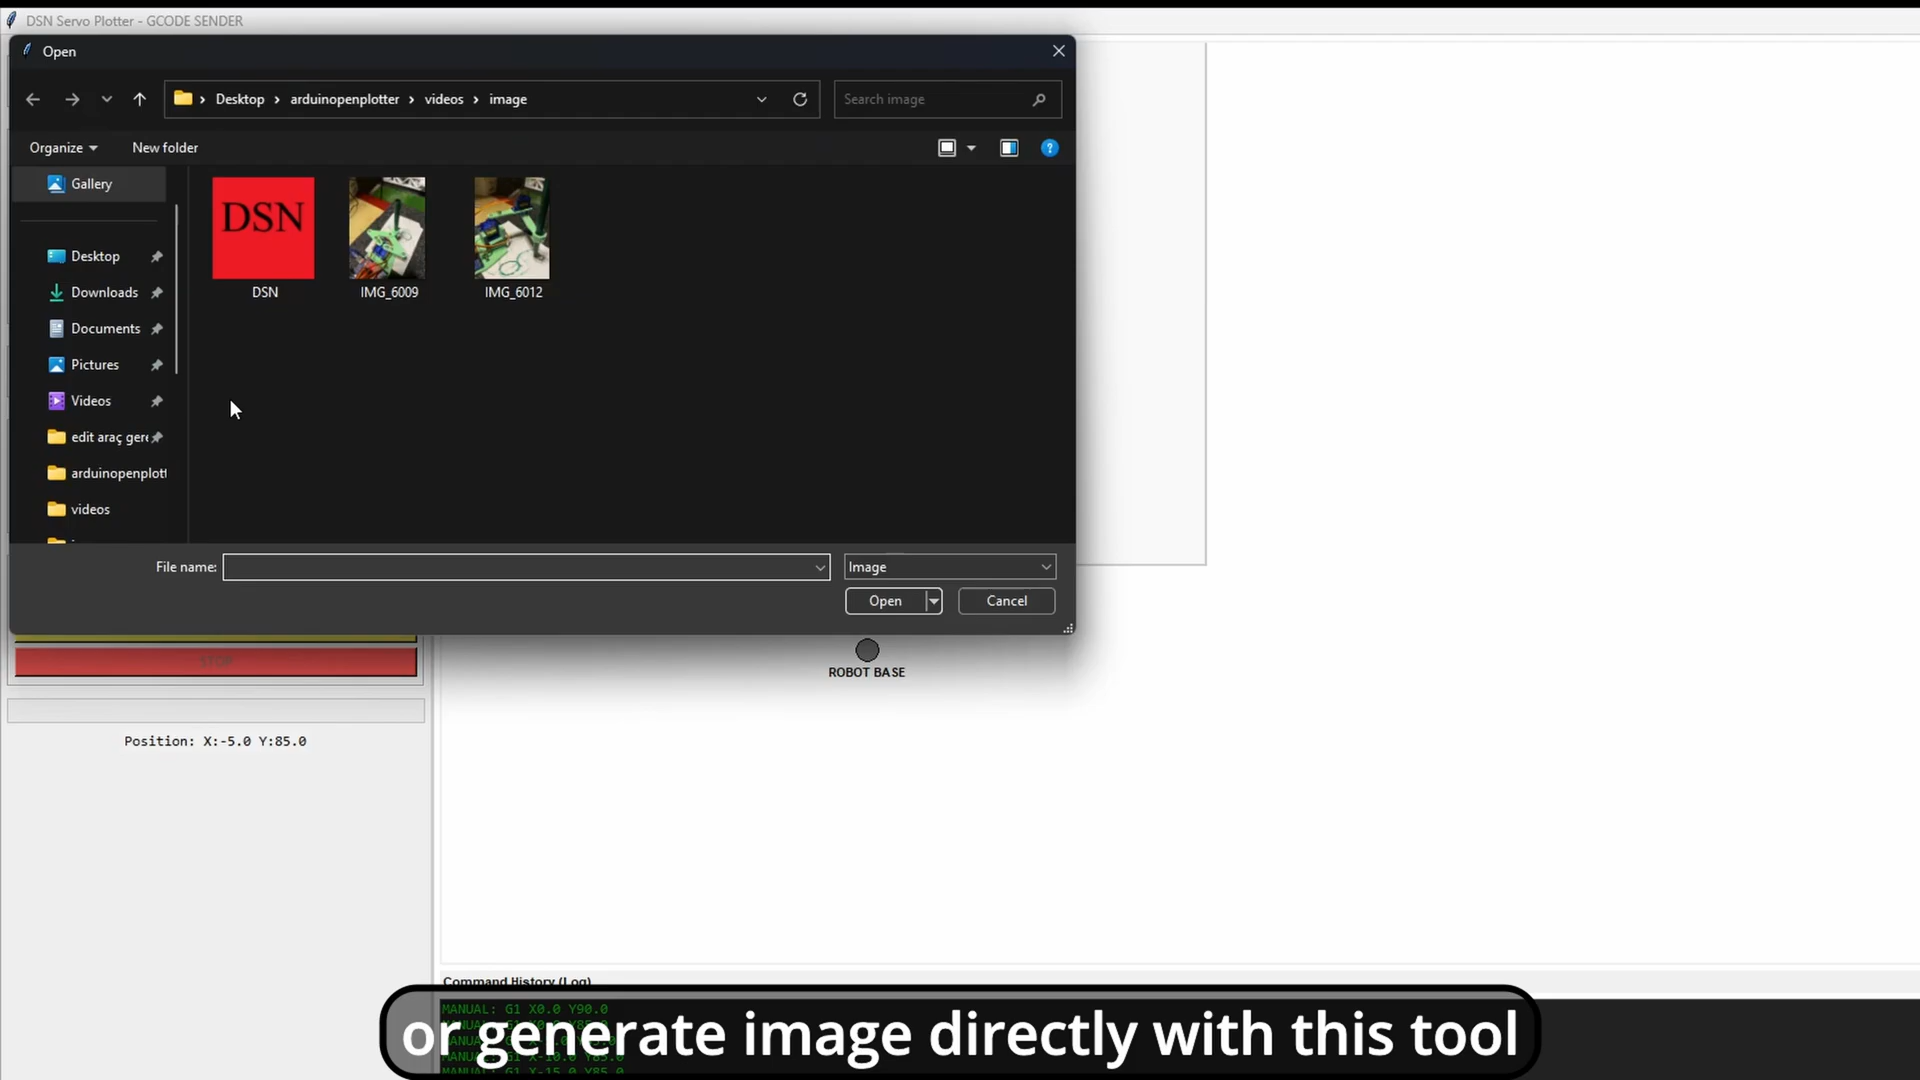 DSN Servo Plotter - GCODE SENDER
Open
Desktop > arduinopenplotter > videos > image
Search image
Organize
New folder
Gallery
DSN
Desktop
Downloads
Documents
Pictures
Videos
edit araç gere
arduinopenplott
videos
DSN
IMG_6009
IMG_6012
File name:
Image
Open
Cancel
STOP
ROBOT BASE
Position: X:-5.0 Y:85.0
Command History (Log)
MANUAL: G1 X0.0 Y90.0
or generate image directly with this tool